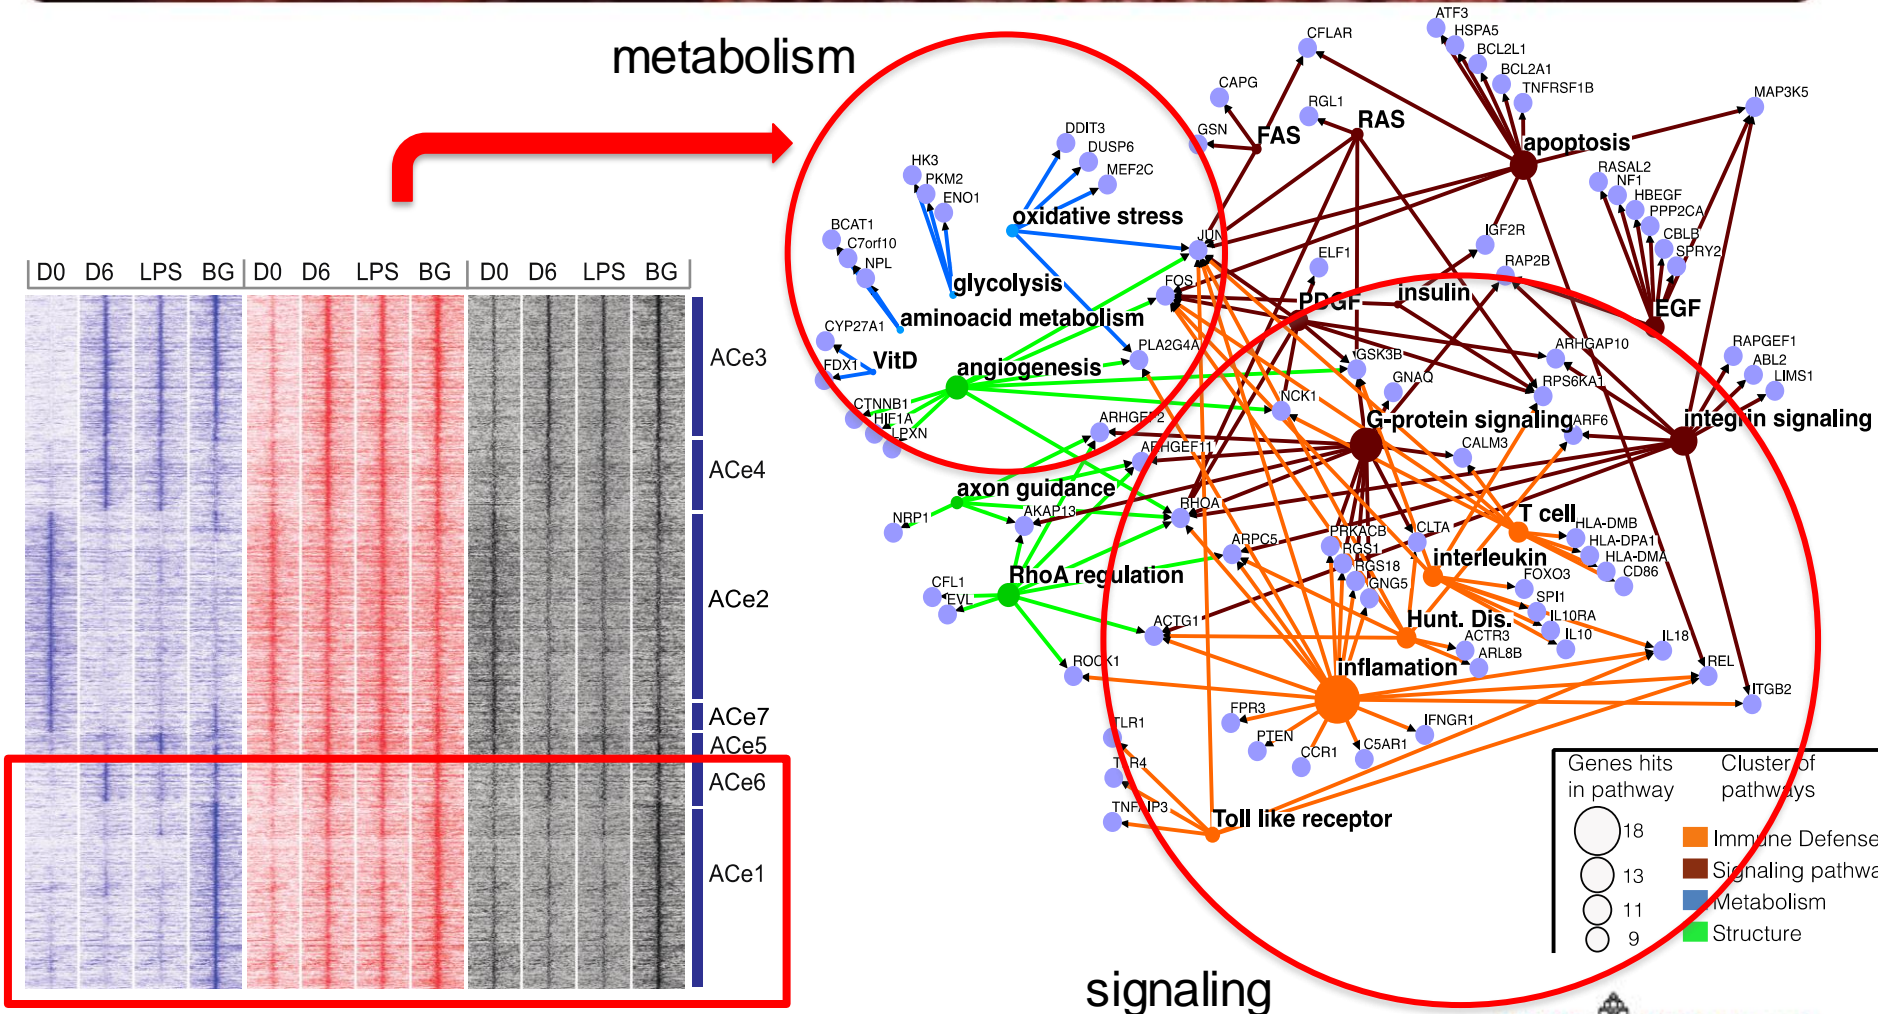 metabolism
D0 D6 LPS BG D0 D6 LPS BG D0 D6 LPS BG
ACe3
ACe4
ACe2
ACe7
ACe5
ACe6
ACe1
ATF3
HSPA5
CFLAR
BCL2L1
BCL2A1
TNFRSF1B
CAPG
RGL1
MAP3K5
GSN
FAS
RAS
apoptosis
DDIT3
DUSP6
MEF2C
HK3
PKM2
ENO1
RASAL2
NF1
HBEGF
PPP2CA
CBLB
SPRY2
oxidative stress
BCAT1
C7orf10
NPL
JUN
IGF2R
ELF1
RAP2B
glycolysis
FOS
PDGF
insulin
EGF
aminoacid metabolism
CYP27A1
FDX1
VitD
PLA2G4A
angiogenesis
GSK3B
ARHGAP10
RAPGEF1
ABL2
LIMS1
RPS6KA1
GNAQ
NCK1
CTNNB1
HIF1A
LPXN
ARHGEF2
G-protein signaling
ARF6
integrin signaling
ARHGEF11
CALM3
axon guidance
NRP1
AKAP13
RHOA
T cell
HLA-DMB
HLA-DPA1
HLA-DMA
CD86
ARPC5
PRKACB
RGS1
RGS18
GNG5
CLTA
interleukin
RhoA regulation
CFL1
EVL
FOXO3
SPI1
IL10RA
IL10
Hunt. Dis.
ACTG1
ACTR3
ARL8B
IL18
ROCK1
inflamation
REL
ITGB2
FPR3
PTEN
CCR1
C5AR1
IFNGR1
TLR1
TLR4
TNFAIP3
Toll like receptor
Genes hits in pathway
18
13
11
9
Cluster of pathways
Immune Defense
Signaling pathwa
Metabolism
Structure
signaling